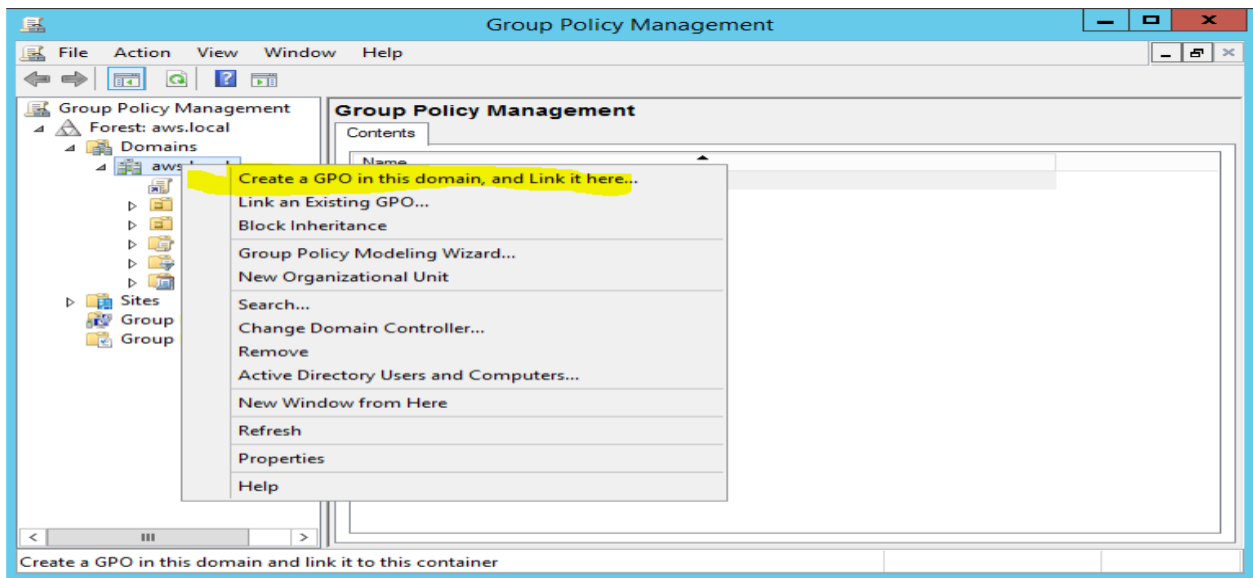 Group Policy Management
File Action View Window Help
Group Policy Management
Forest: aws.local
Domains
aws
Sites
Group
Group
Group Policy Management
Contents
Name
Create a GPO in this domain, and Link it here...
Link an Existing GPO...
Block Inheritance
Group Policy Modeling Wizard...
New Organizational Unit
Search...
Change Domain Controller...
Remove
Active Directory Users and Computers...
New Window from Here
Refresh
Properties
Help
Create a GPO in this domain and link it to this container